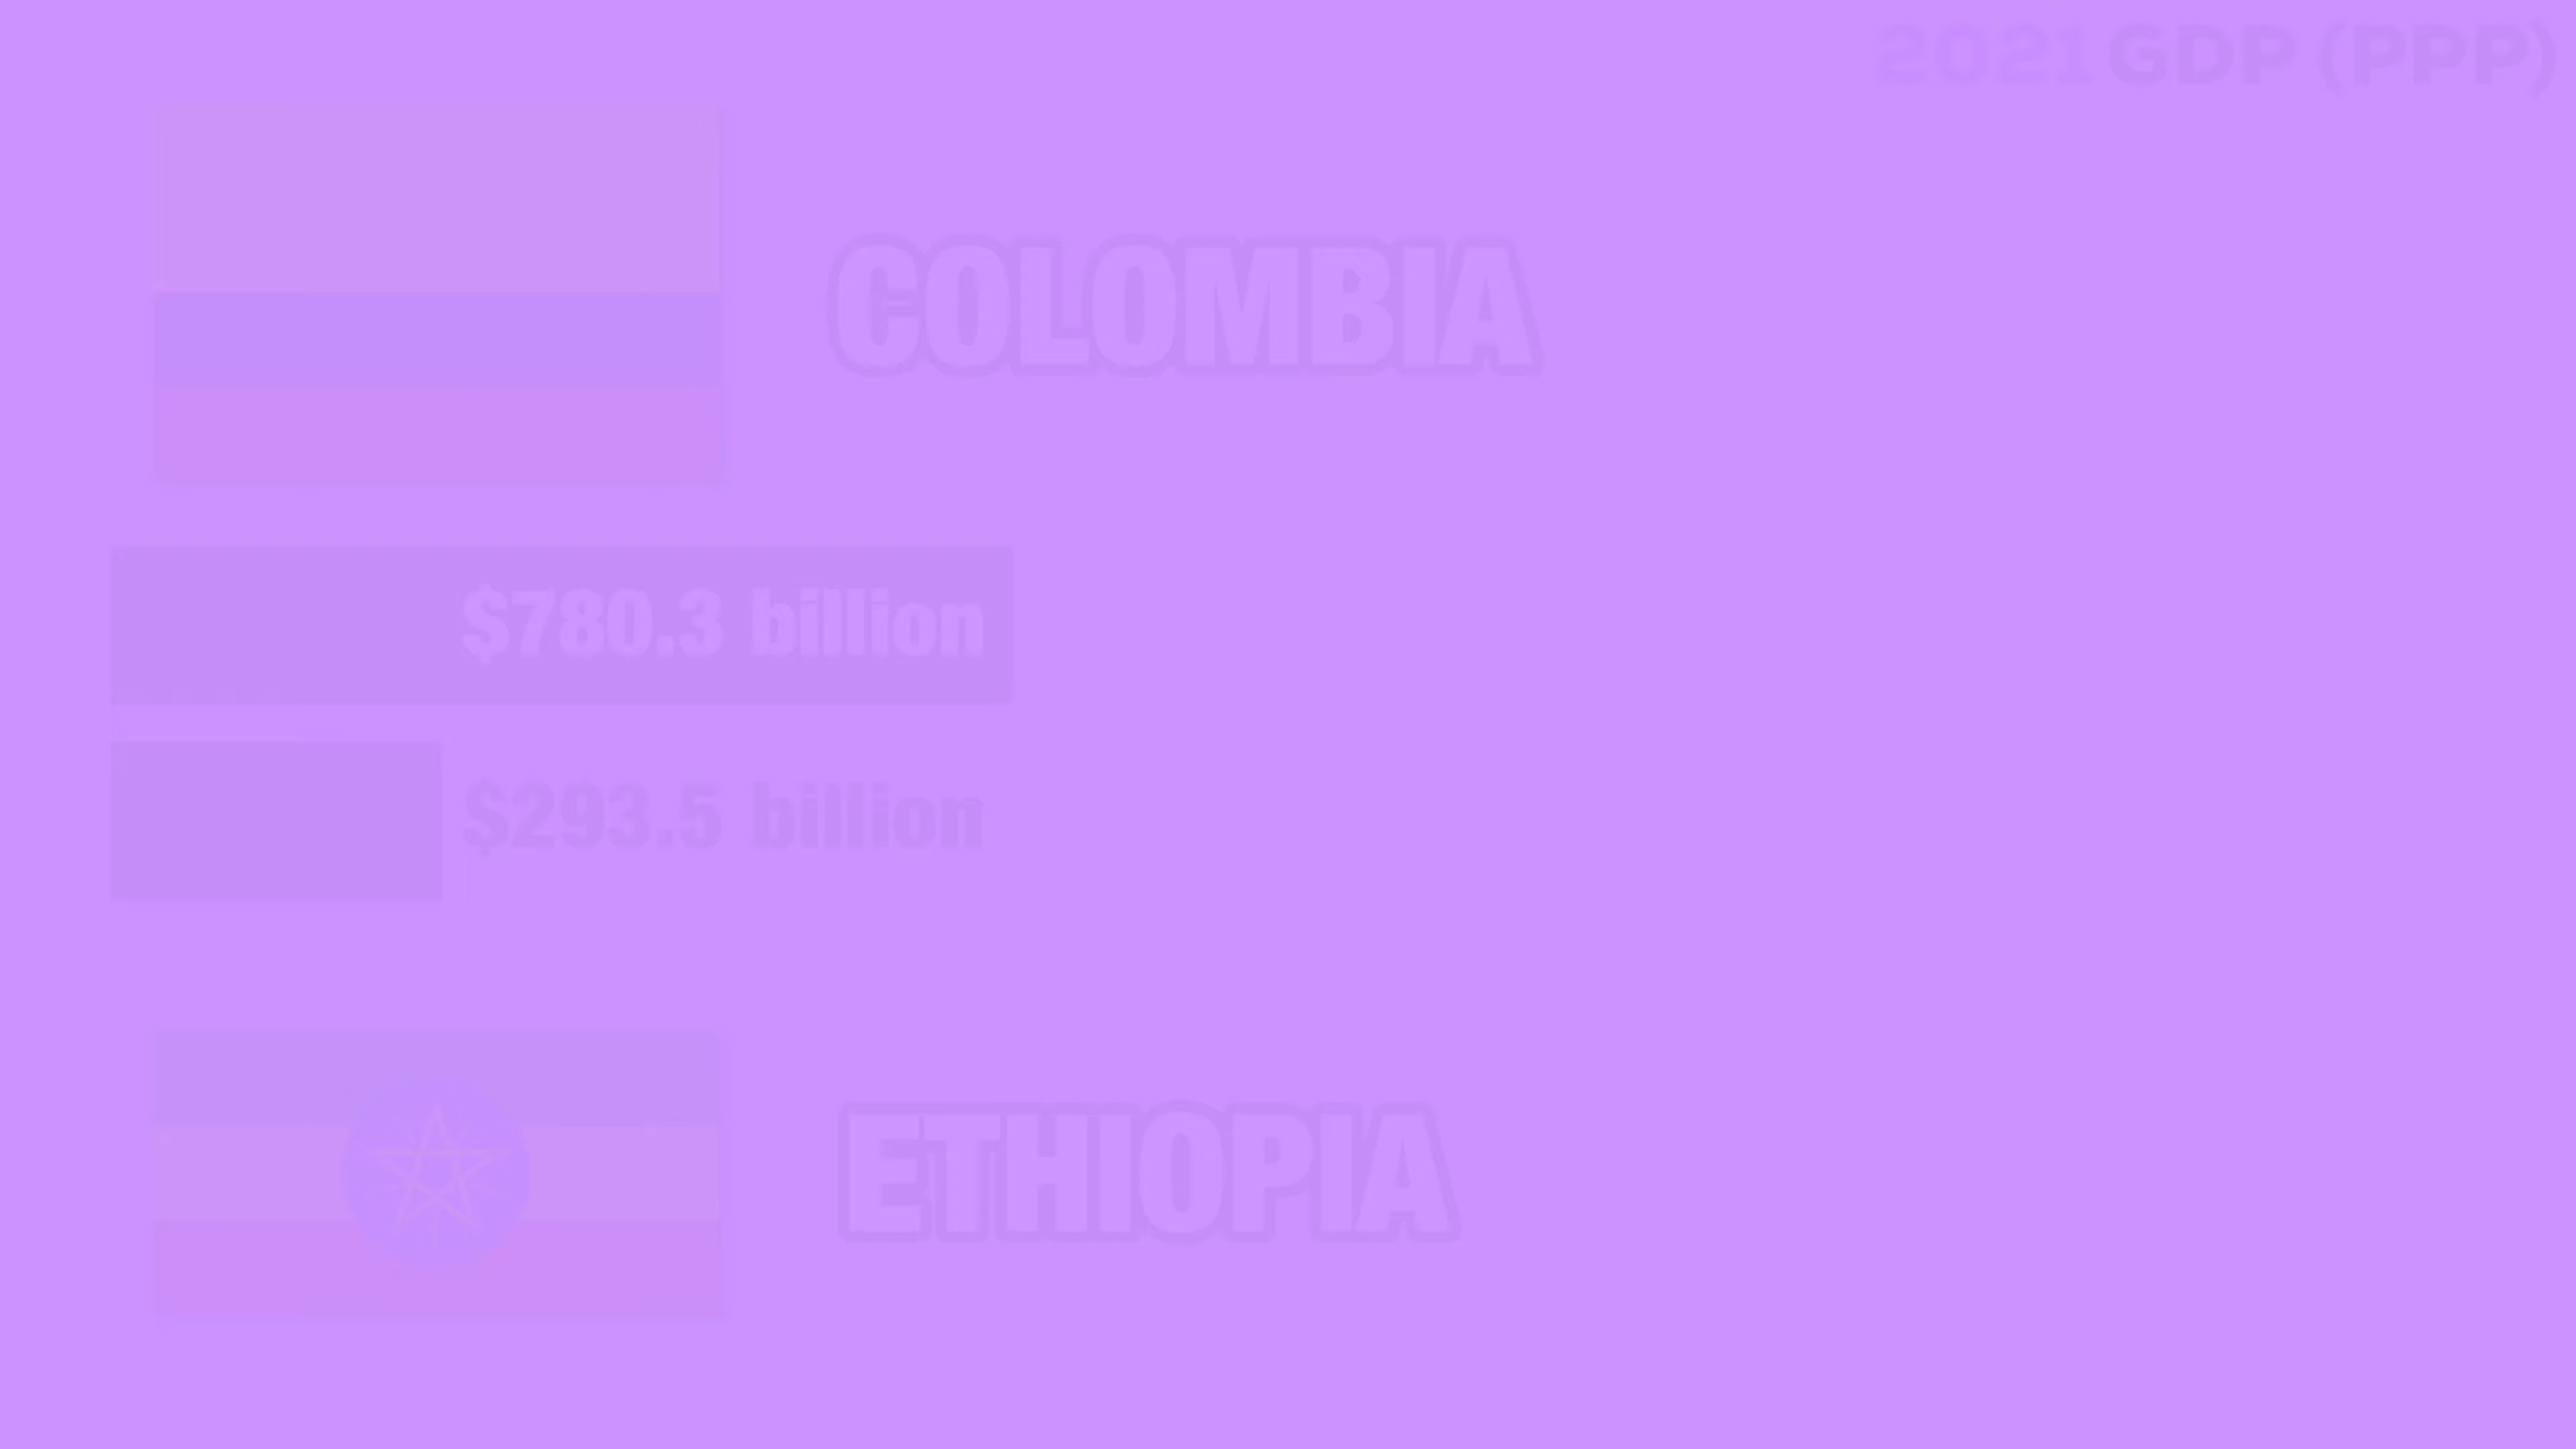 2021 GDP (PPP)
COLOMBIA
$780.3 billion
$293.5 billion
ETHIOPIA